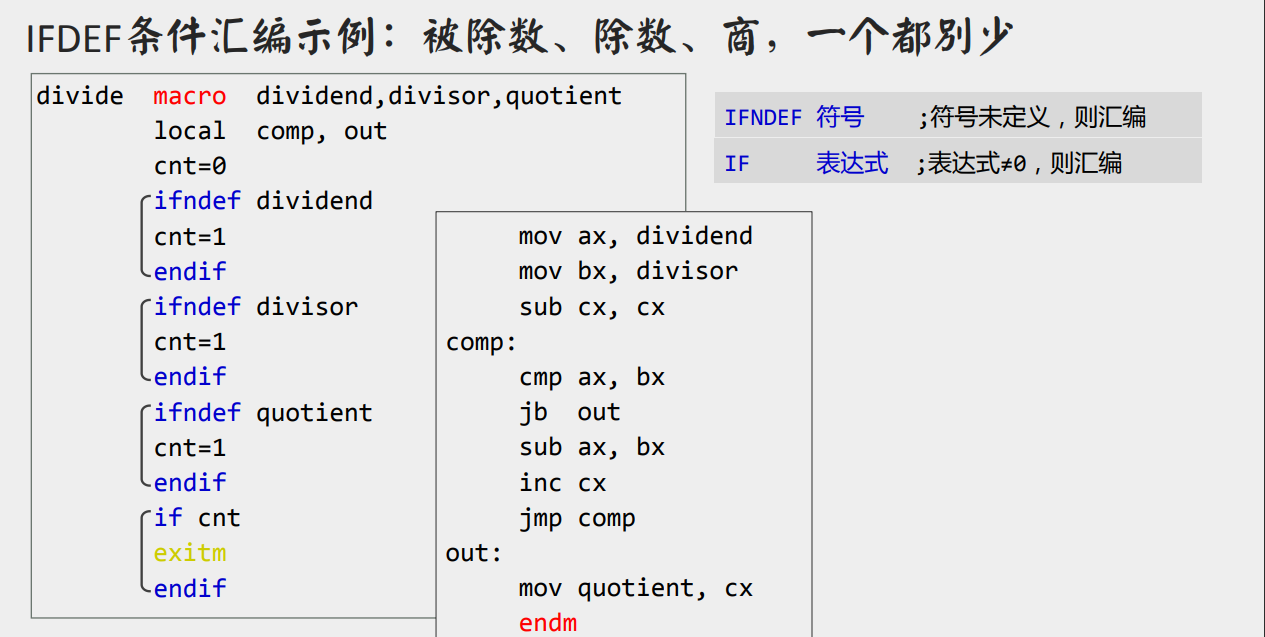 IFDEF条件汇编示例：被除数、除数、商，一个都别少
divide macro dividend,divisor,quotient
local comp, out
cnt=0
ifndef dividend
cnt=1
endif
ifndef divisor
cnt=1
endif
ifndef quotient
cnt=1
endif
if cnt
exitm
endif
mov ax, dividend
mov bx, divisor
sub cx, cx
comp:
cmp ax, bx
jb out
sub ax, bx
inc cx
jmp comp
out:
mov quotient, cx
endm
IFNDEF 符号 ;符号未定义，则汇编
IF 表达式 ;表达式≠0，则汇编